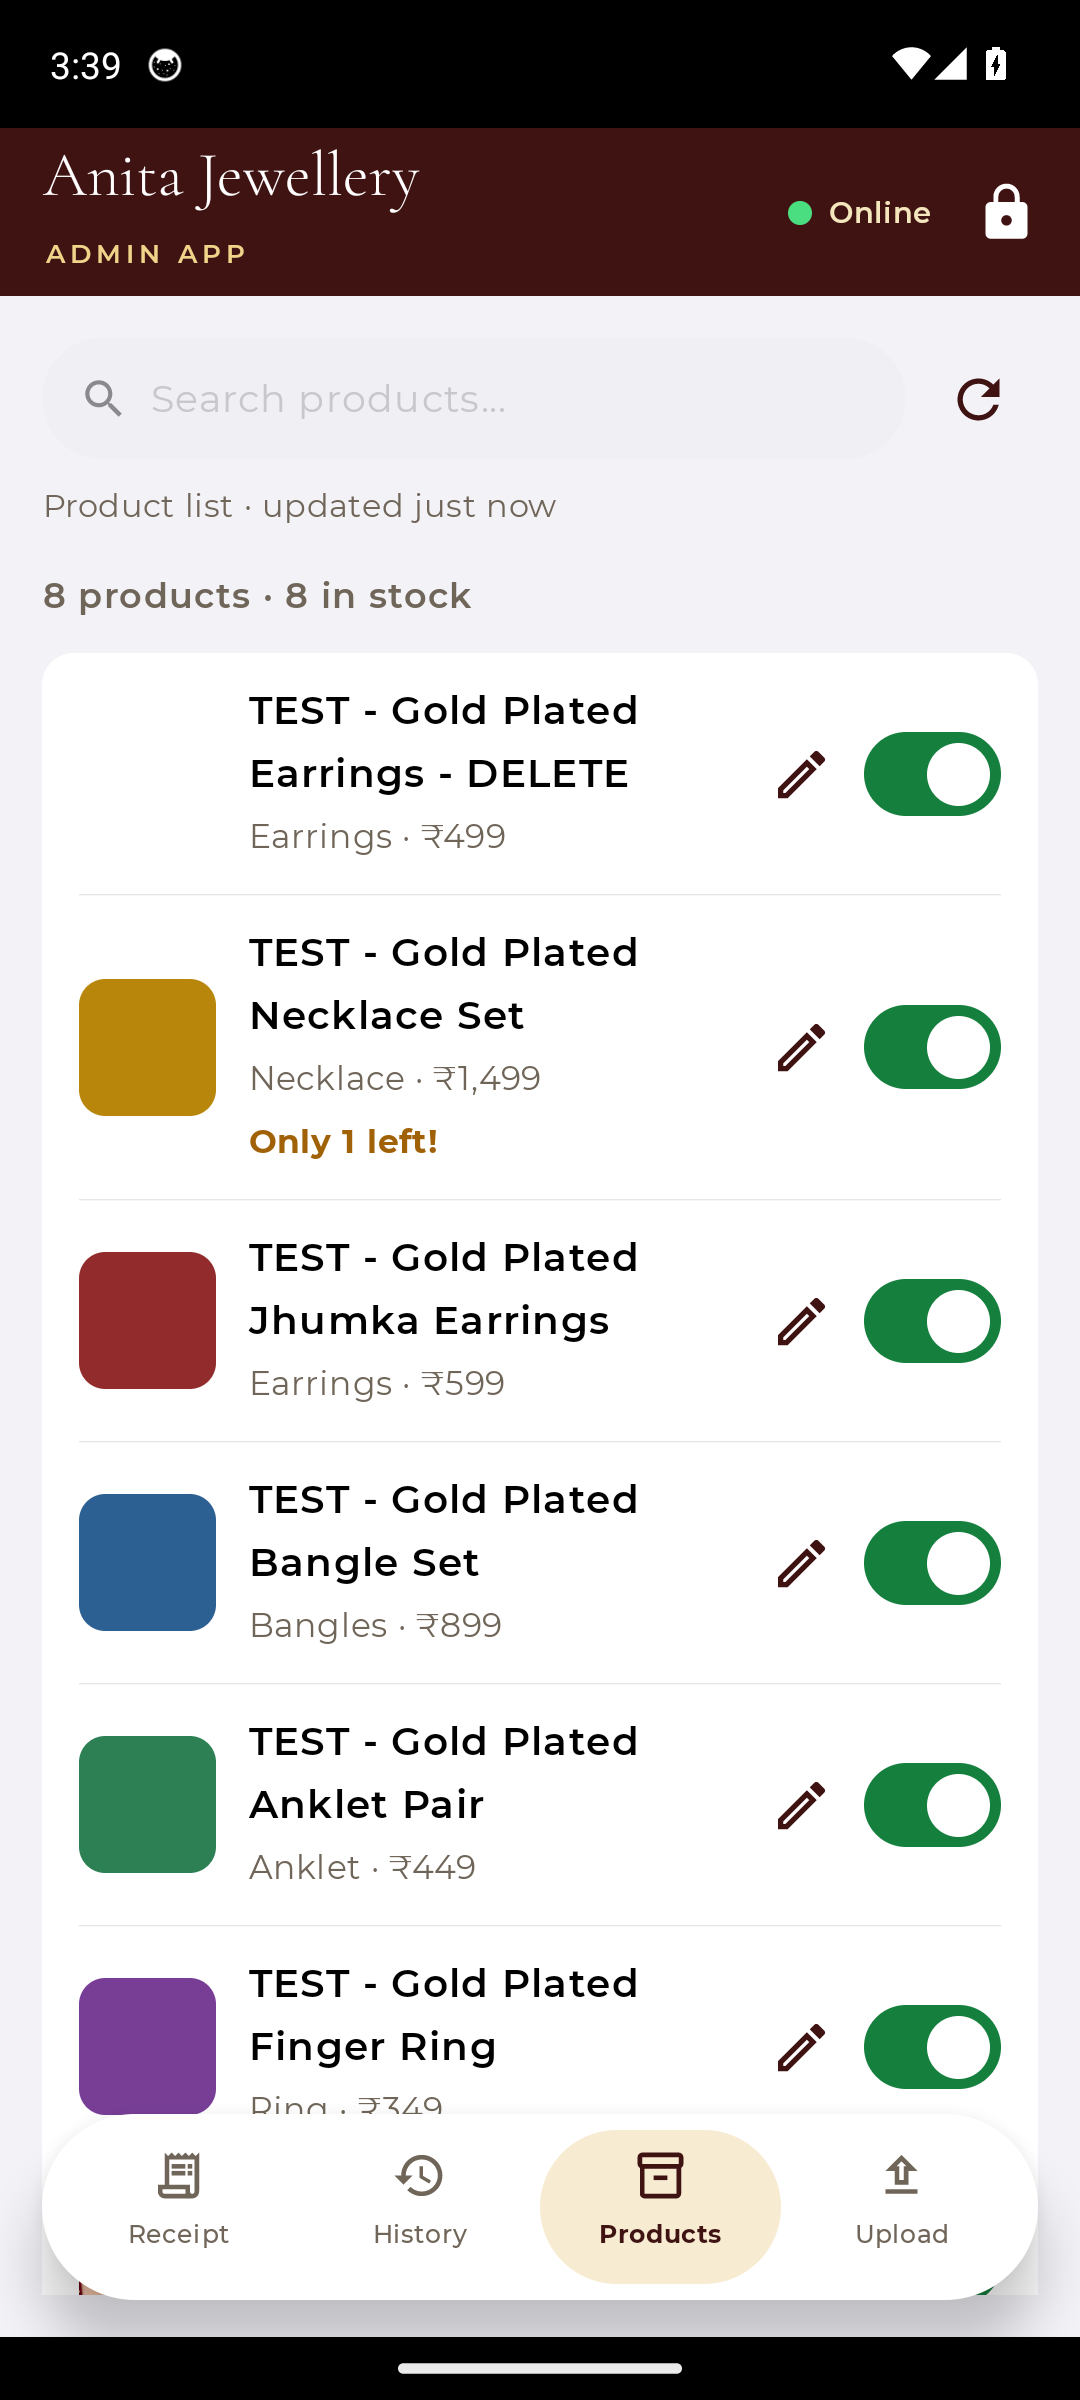 3:39
Anita Jewellery
ADMIN APP
Online
Search products...
Product list · updated just now
8 products · 8 in stock
TEST - Gold Plated
Earrings - DELETE
Earrings · ₹499
TEST - Gold Plated
Necklace Set
Necklace · ₹1,499
Only 1 left!
TEST - Gold Plated
Jhumka Earrings
Earrings · ₹599
TEST - Gold Plated
Bangle Set
Bangles · ₹899
TEST - Gold Plated
Anklet Pair
Anklet · ₹449
TEST - Gold Plated
Finger Ring
Ring · ₹349
Receipt
History
Products
Upload